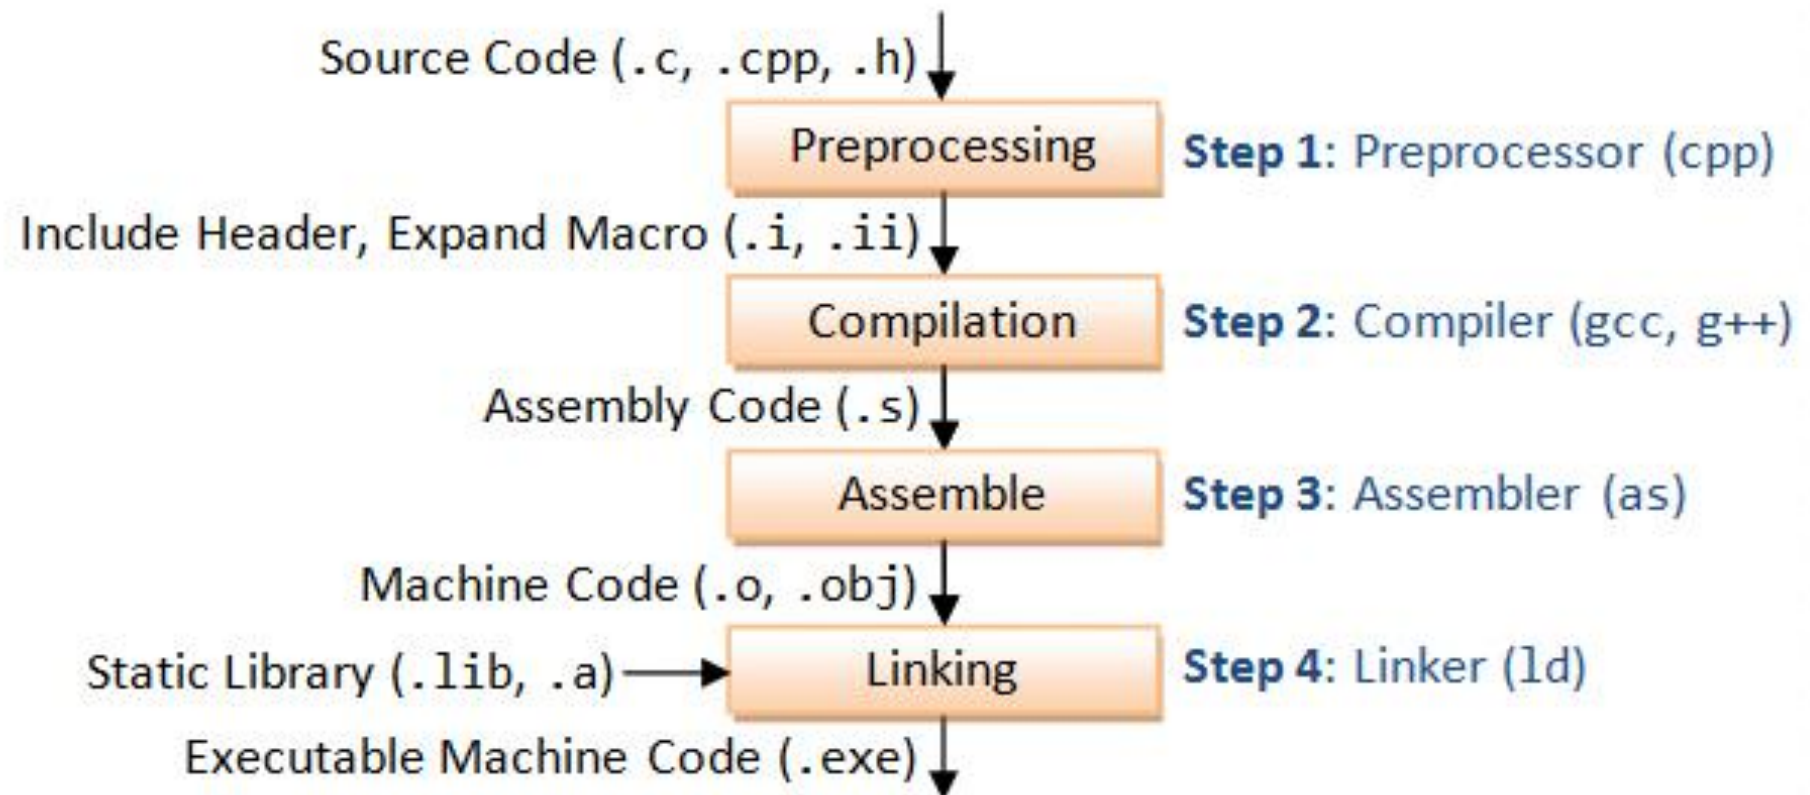 Source Code (.c, .cpp, .h)
Preprocessing
Step 1: Preprocessor (cpp)
Include Header, Expand Macro (.i, .ii)
Compilation
Step 2: Compiler (gcc, g++)
Assembly Code (.s)
Assemble
Step 3: Assembler (as)
Machine Code (.o, .obj)
Static Library (.lib, .a)
Linking
Step 4: Linker (ld)
Executable Machine Code (.exe)